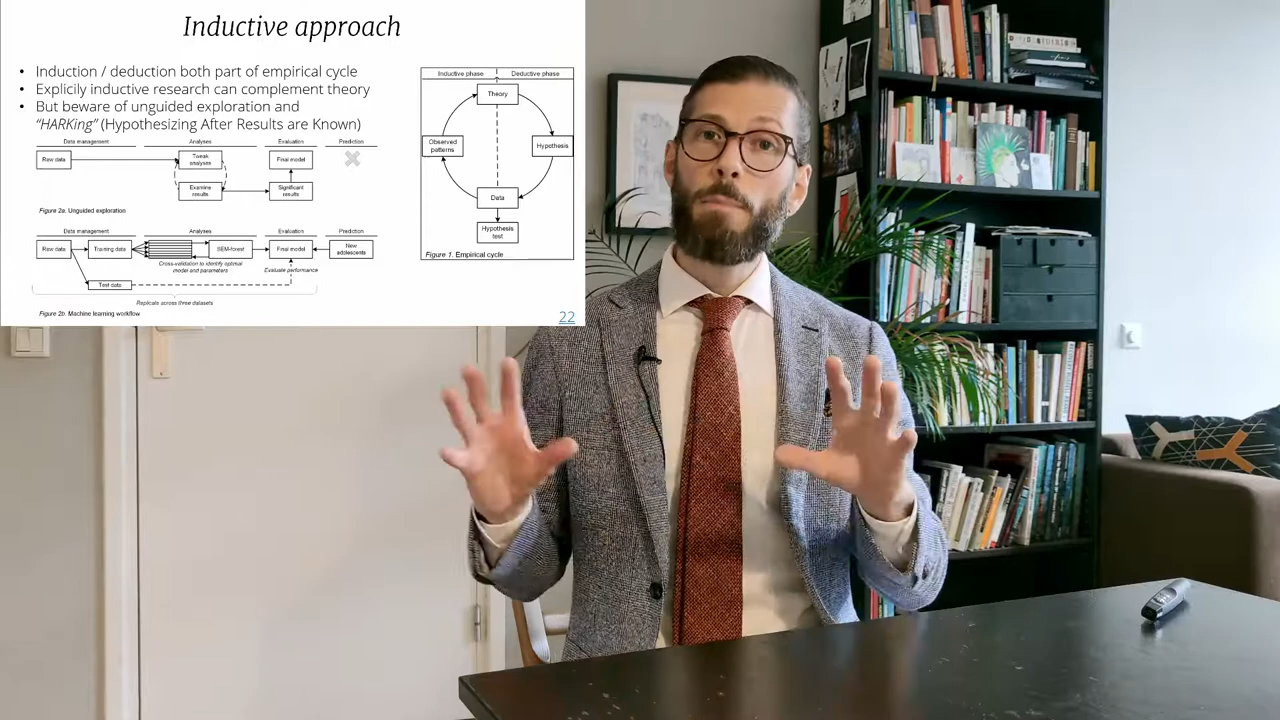 Inductive approach
• Induction / deduction both part of empirical cycle
• Explicily inductive research can complement theory
• But beware of unguided exploration and
“HARKing” (Hypothesizing After Results are Known)
Data management Analyses Evaluation Prediction
Raw data
Tweak
analyses
Final model
Examine
results
Significant
results
Figure 2a. Unguided exploration
Data management Analyses Evaluation Prediction
Raw data
Training data
SEM-forest
Final model
New
adolescents
Cross-validation to identify optimal
model and parameters
Evaluate performance
Test data
Replicate across three datasets
Figure 2b. Machine learning workflow
Inductive phase Deductive phase
Theory
Observed
patterns
Hypothesis
Data
Hypothesis
test
Figure 1. Empirical cycle
22